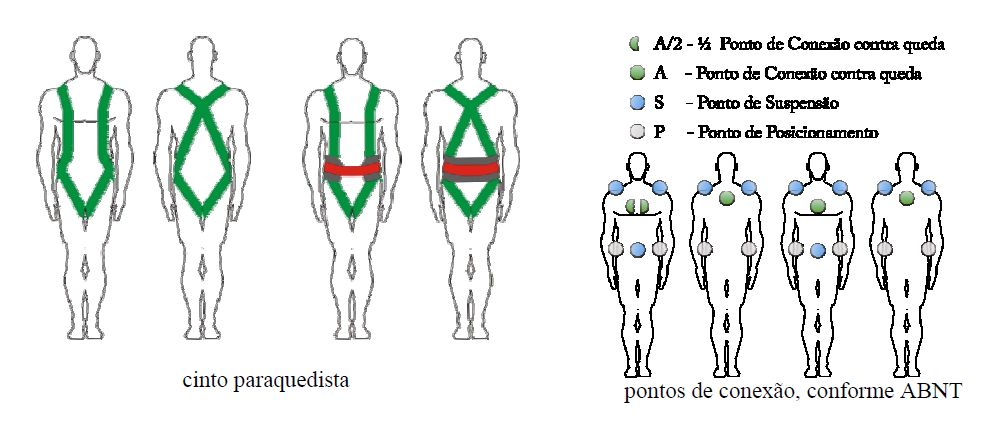 A/2 - ½ Ponto de Conexão contra queda
A - Ponto de Conexão contra queda
S - Ponto de Suspensão
P - Ponto de Posicionamento
cinto paraquedista
pontos de conexão, conforme ABNT